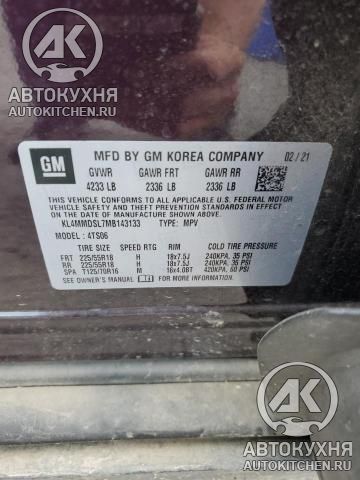 АК
АВТОКУХНЯ
AUTOKITCHEN.RU
АК
АВТОКУХНЯ
AUTOKITCHEN.RU
GM
MFD BY GM KOREA COMPANY 02/21
GVWR GAWR FRT GAWR RR
4233 LB 2336 LB 2336 LB
THIS VEHICLE CONFORMS TO ALL APPLICABLE U.S. FEDERAL MOTOR
VEHICLE SAFETY AND THEFT PREVENTION STANDARDS IN EFFECT ON
THE DATE OF MANUFACTURE SHOWN ABOVE.
KL4MMDSL7MB143133 TYPE: MPV
MODEL: 4TS06
TIRE SIZE SPEED RTG RIM COLD TIRE PRESSURE
FRT 225/55R18 H 18x7.5J 240KPA, 35 PSI
RR 225/55R18 H 18x7.5J 240KPA, 35 PSI
SPA T125/70R16 M 16x4.0BT 420KPA, 60 PSI
SEE OWNER'S MANUAL FOR MORE INFORMATION.
АК
АВТОКУХНЯ
AUTOKITCHEN.RU